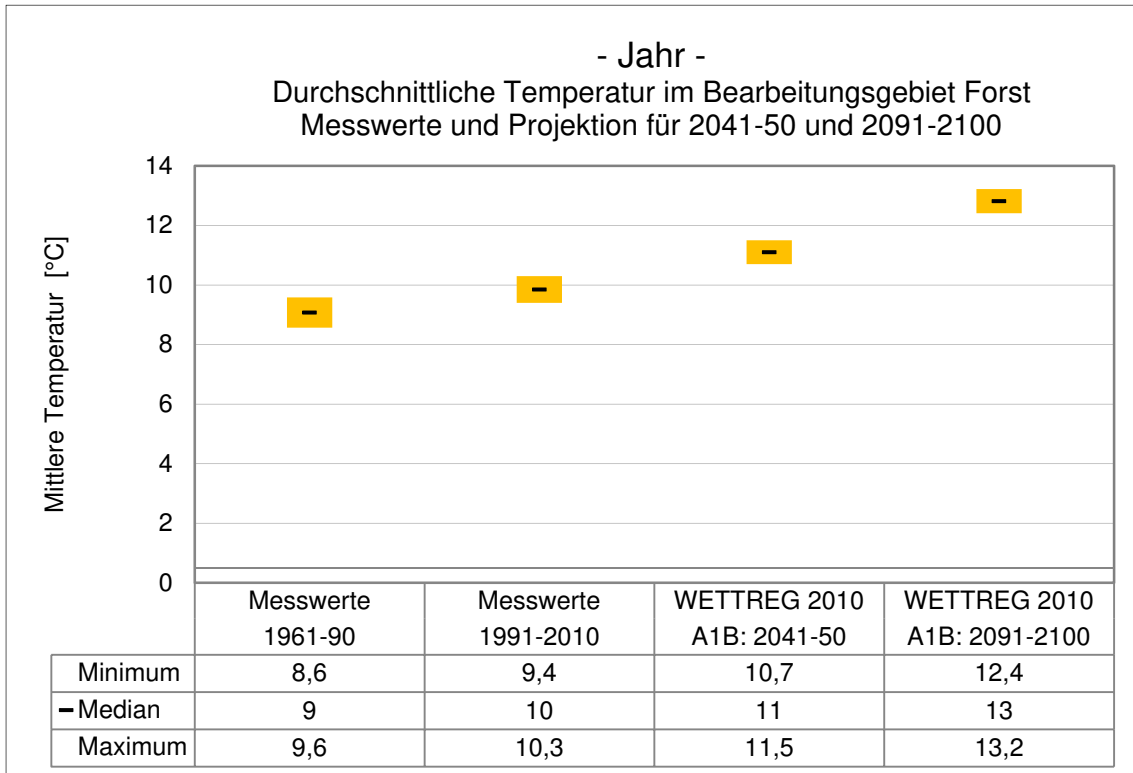 - Jahr -
Durchschnittliche Temperatur im Bearbeitungsgebiet Forst
Messwerte und Projektion für 2041-50 und 2091-2100
Mittlere Temperatur [°C]
14
12
10
8
6
4
2
0
Messwerte 1961-90
Messwerte 1991-2010
WETTREG 2010 A1B: 2041-50
WETTREG 2010 A1B: 2091-2100
Minimum 8,6 9,4 10,7 12,4
Median 9 10 11 13
Maximum 9,6 10,3 11,5 13,2